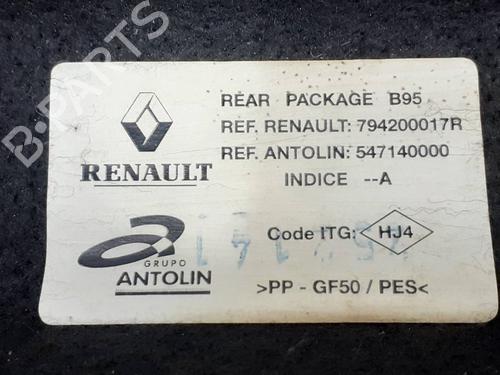 B-PARTS
REAR PACKAGE B95
REF. RENAULT: 794200017R
RENAULT
REF. ANTOLIN: 547140000
INDICE --A
GRUPO
ANTOLIN
Code ITG: HJ4
>PP - GF50 / PES<